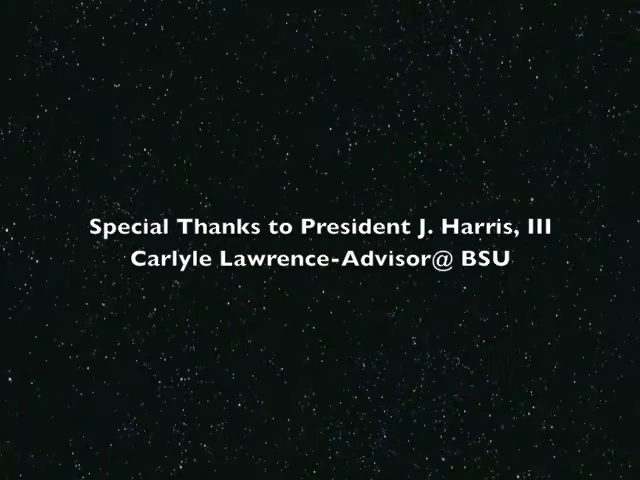 Special Thanks to President J. Harris, III
Carlyle Lawrence-Advisor@ BSU